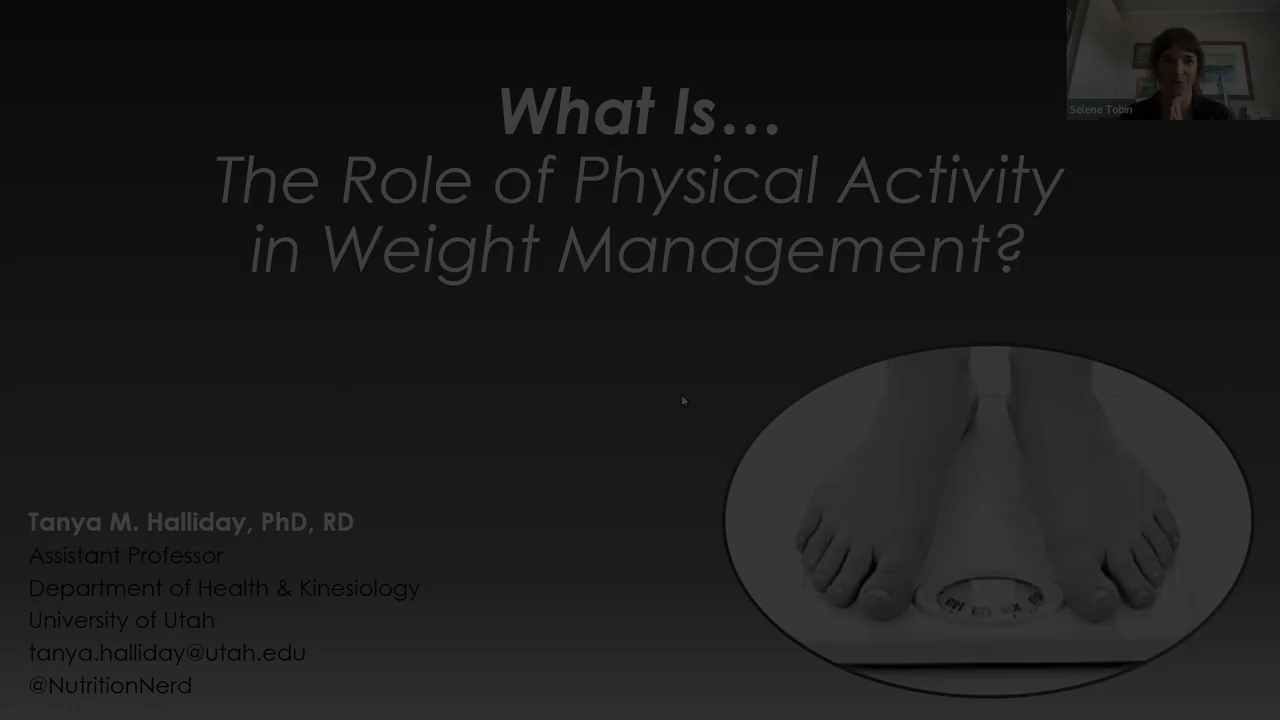 What Is...
The Role of Physical Activity
in Weight Management?
Selene Tobin
Tanya M. Halliday, PhD, RD
Assistant Professor
Department of Health & Kinesiology
University of Utah
tanya.halliday@utah.edu
@NutritionNerd